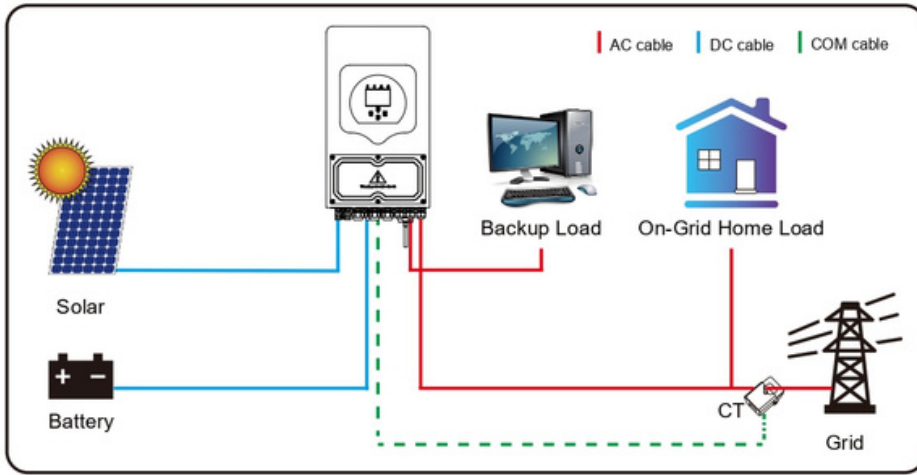 AC cable
DC cable
COM cable
Backup Load
On-Grid Home Load
Solar
Battery
CT
Grid